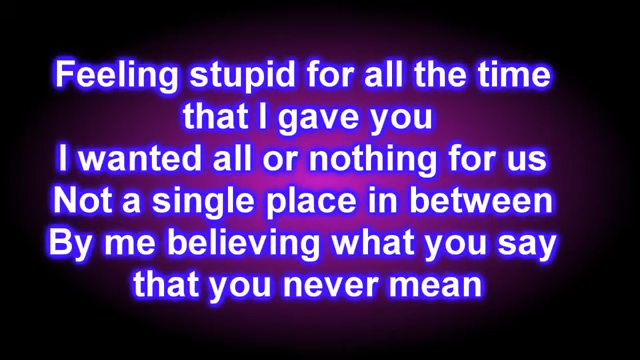 Feeling stupid for all the time
that I gave you
I wanted all or nothing for us
Not a single place in between
By me believing what you say
that you never mean